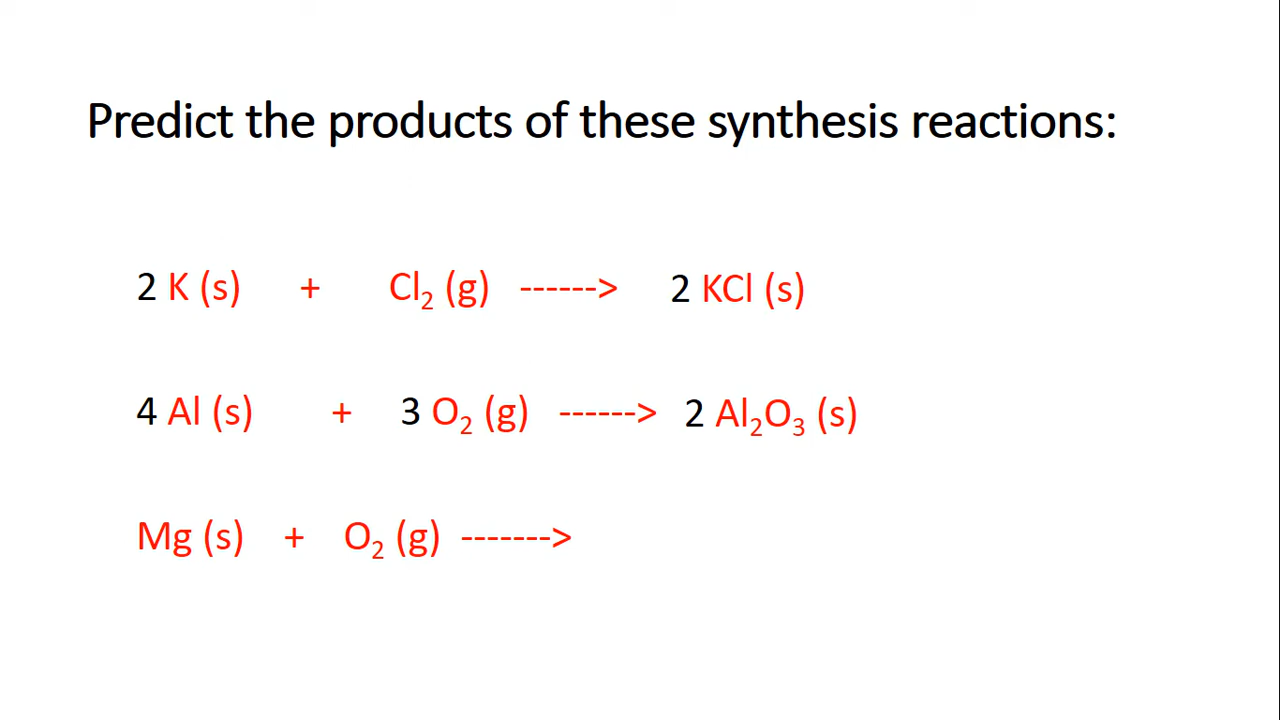 Predict the products of these synthesis reactions:
2 K (s) + Cl₂ (g) ------> 2 KCl (s)
4 Al (s) + 3 O₂ (g) ------> 2 Al₂O₃ (s)
Mg (s) + O₂ (g) ------->